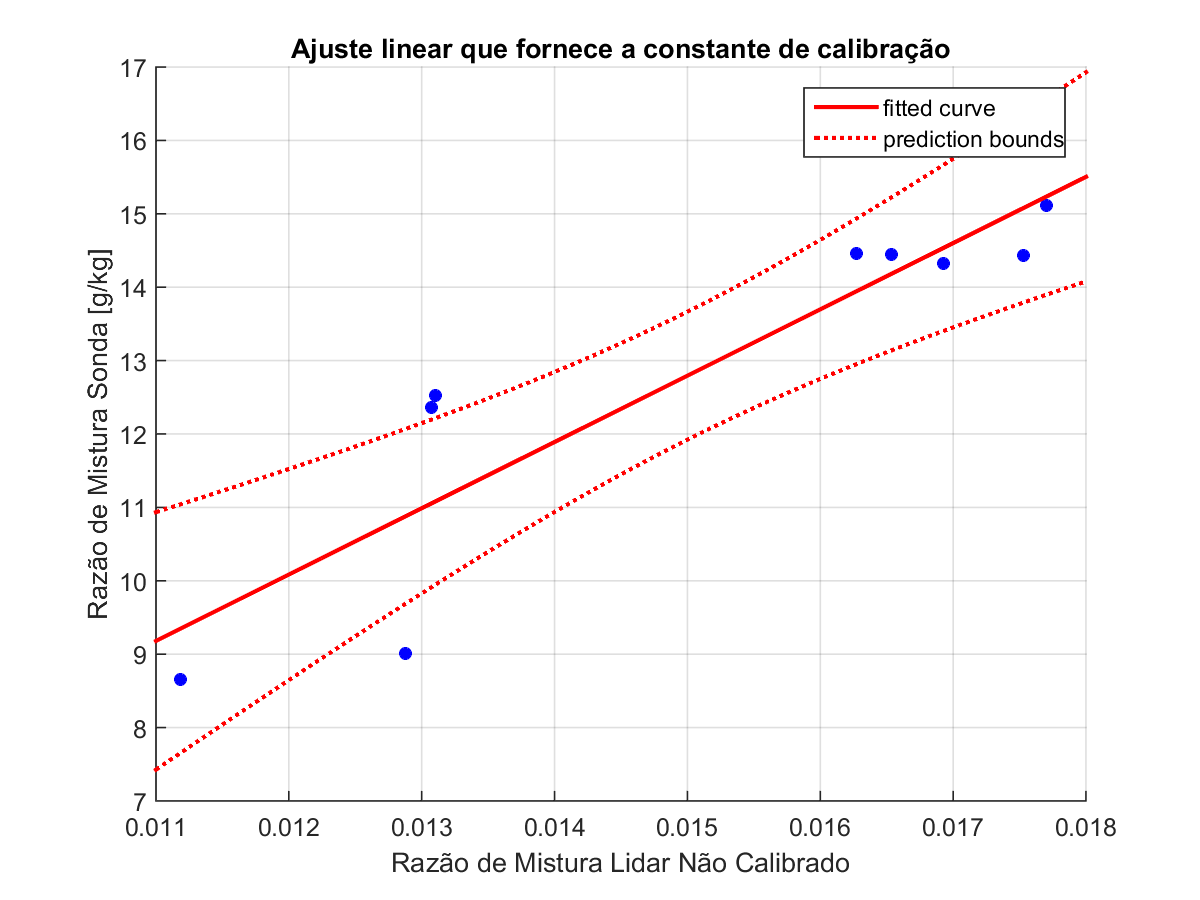 Ajuste linear que fornece a constante de calibração
fitted curve
prediction bounds
17
16
15
14
13
12
11
10
9
8
7
Razão de Mistura Sonda [g/kg]
0.011 0.012 0.013 0.014 0.015 0.016 0.017 0.018
Razão de Mistura Lidar Não Calibrado